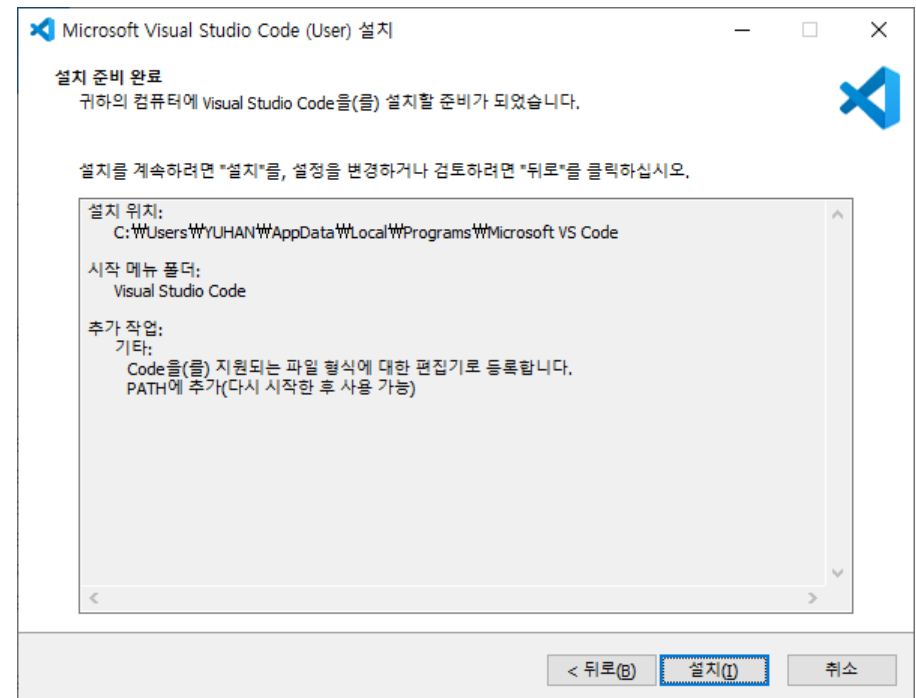 Microsoft Visual Studio Code (User) 설치
설치 준비 완료
귀하의 컴퓨터에 Visual Studio Code을(를) 설치할 준비가 되었습니다.
설치를 계속하려면 "설치"를, 설정을 변경하거나 검토하려면 "뒤로"를 클릭하십시오.
설치 위치:
C:₩Users₩YUHAN₩AppData₩Local₩Programs₩Microsoft VS Code
시작 메뉴 폴더:
Visual Studio Code
추가 작업:
기타:
Code을(를) 지원되는 파일 형식에 대한 편집기로 등록합니다.
PATH에 추가(다시 시작한 후 사용 가능)
< 뒤로(B) 설치(I) 취소